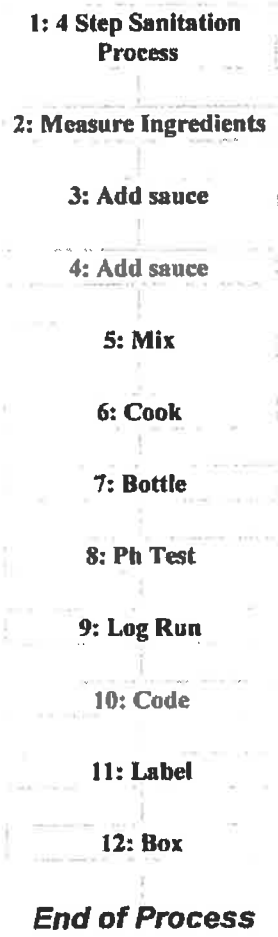 1: 4 Step Sanitation
Process
2: Measure Ingredients
3: Add sauce
4: Add sauce
5: Mix
6: Cook
7: Bottle
8: Ph Test
9: Log Run
10: Code
11: Label
12: Box
End of Process